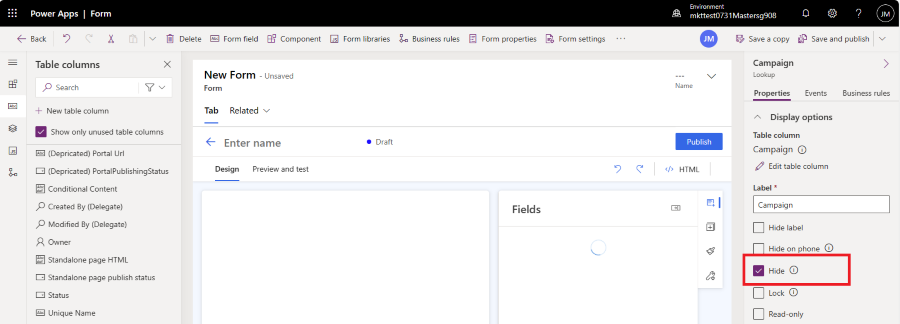 Power Apps | Form
Environment
mkttest0731Mastersg908
JM
Back
Delete
Form field
Component
Form libraries
Business rules
Form properties
Form settings
...
JM
Save a copy
Save and publish
Table columns
Search
New table column
Show only unused table columns
(Depricated) Portal Url
(Depricated) PortalPublishingStatus
Conditional Content
Created By (Delegate)
Modified By (Delegate)
Owner
Standalone page HTML
Standalone page publish status
Status
Unique Name
New Form - Unsaved
Form
---
Name
Tab
Related
Enter name
Draft
Publish
Design
Preview and test
HTML
Fields
Campaign
Lookup
Properties
Events
Business rules
Display options
Table column
Campaign
Edit table column
Label *
Campaign
Hide label
Hide on phone
Hide
Lock
Read-only